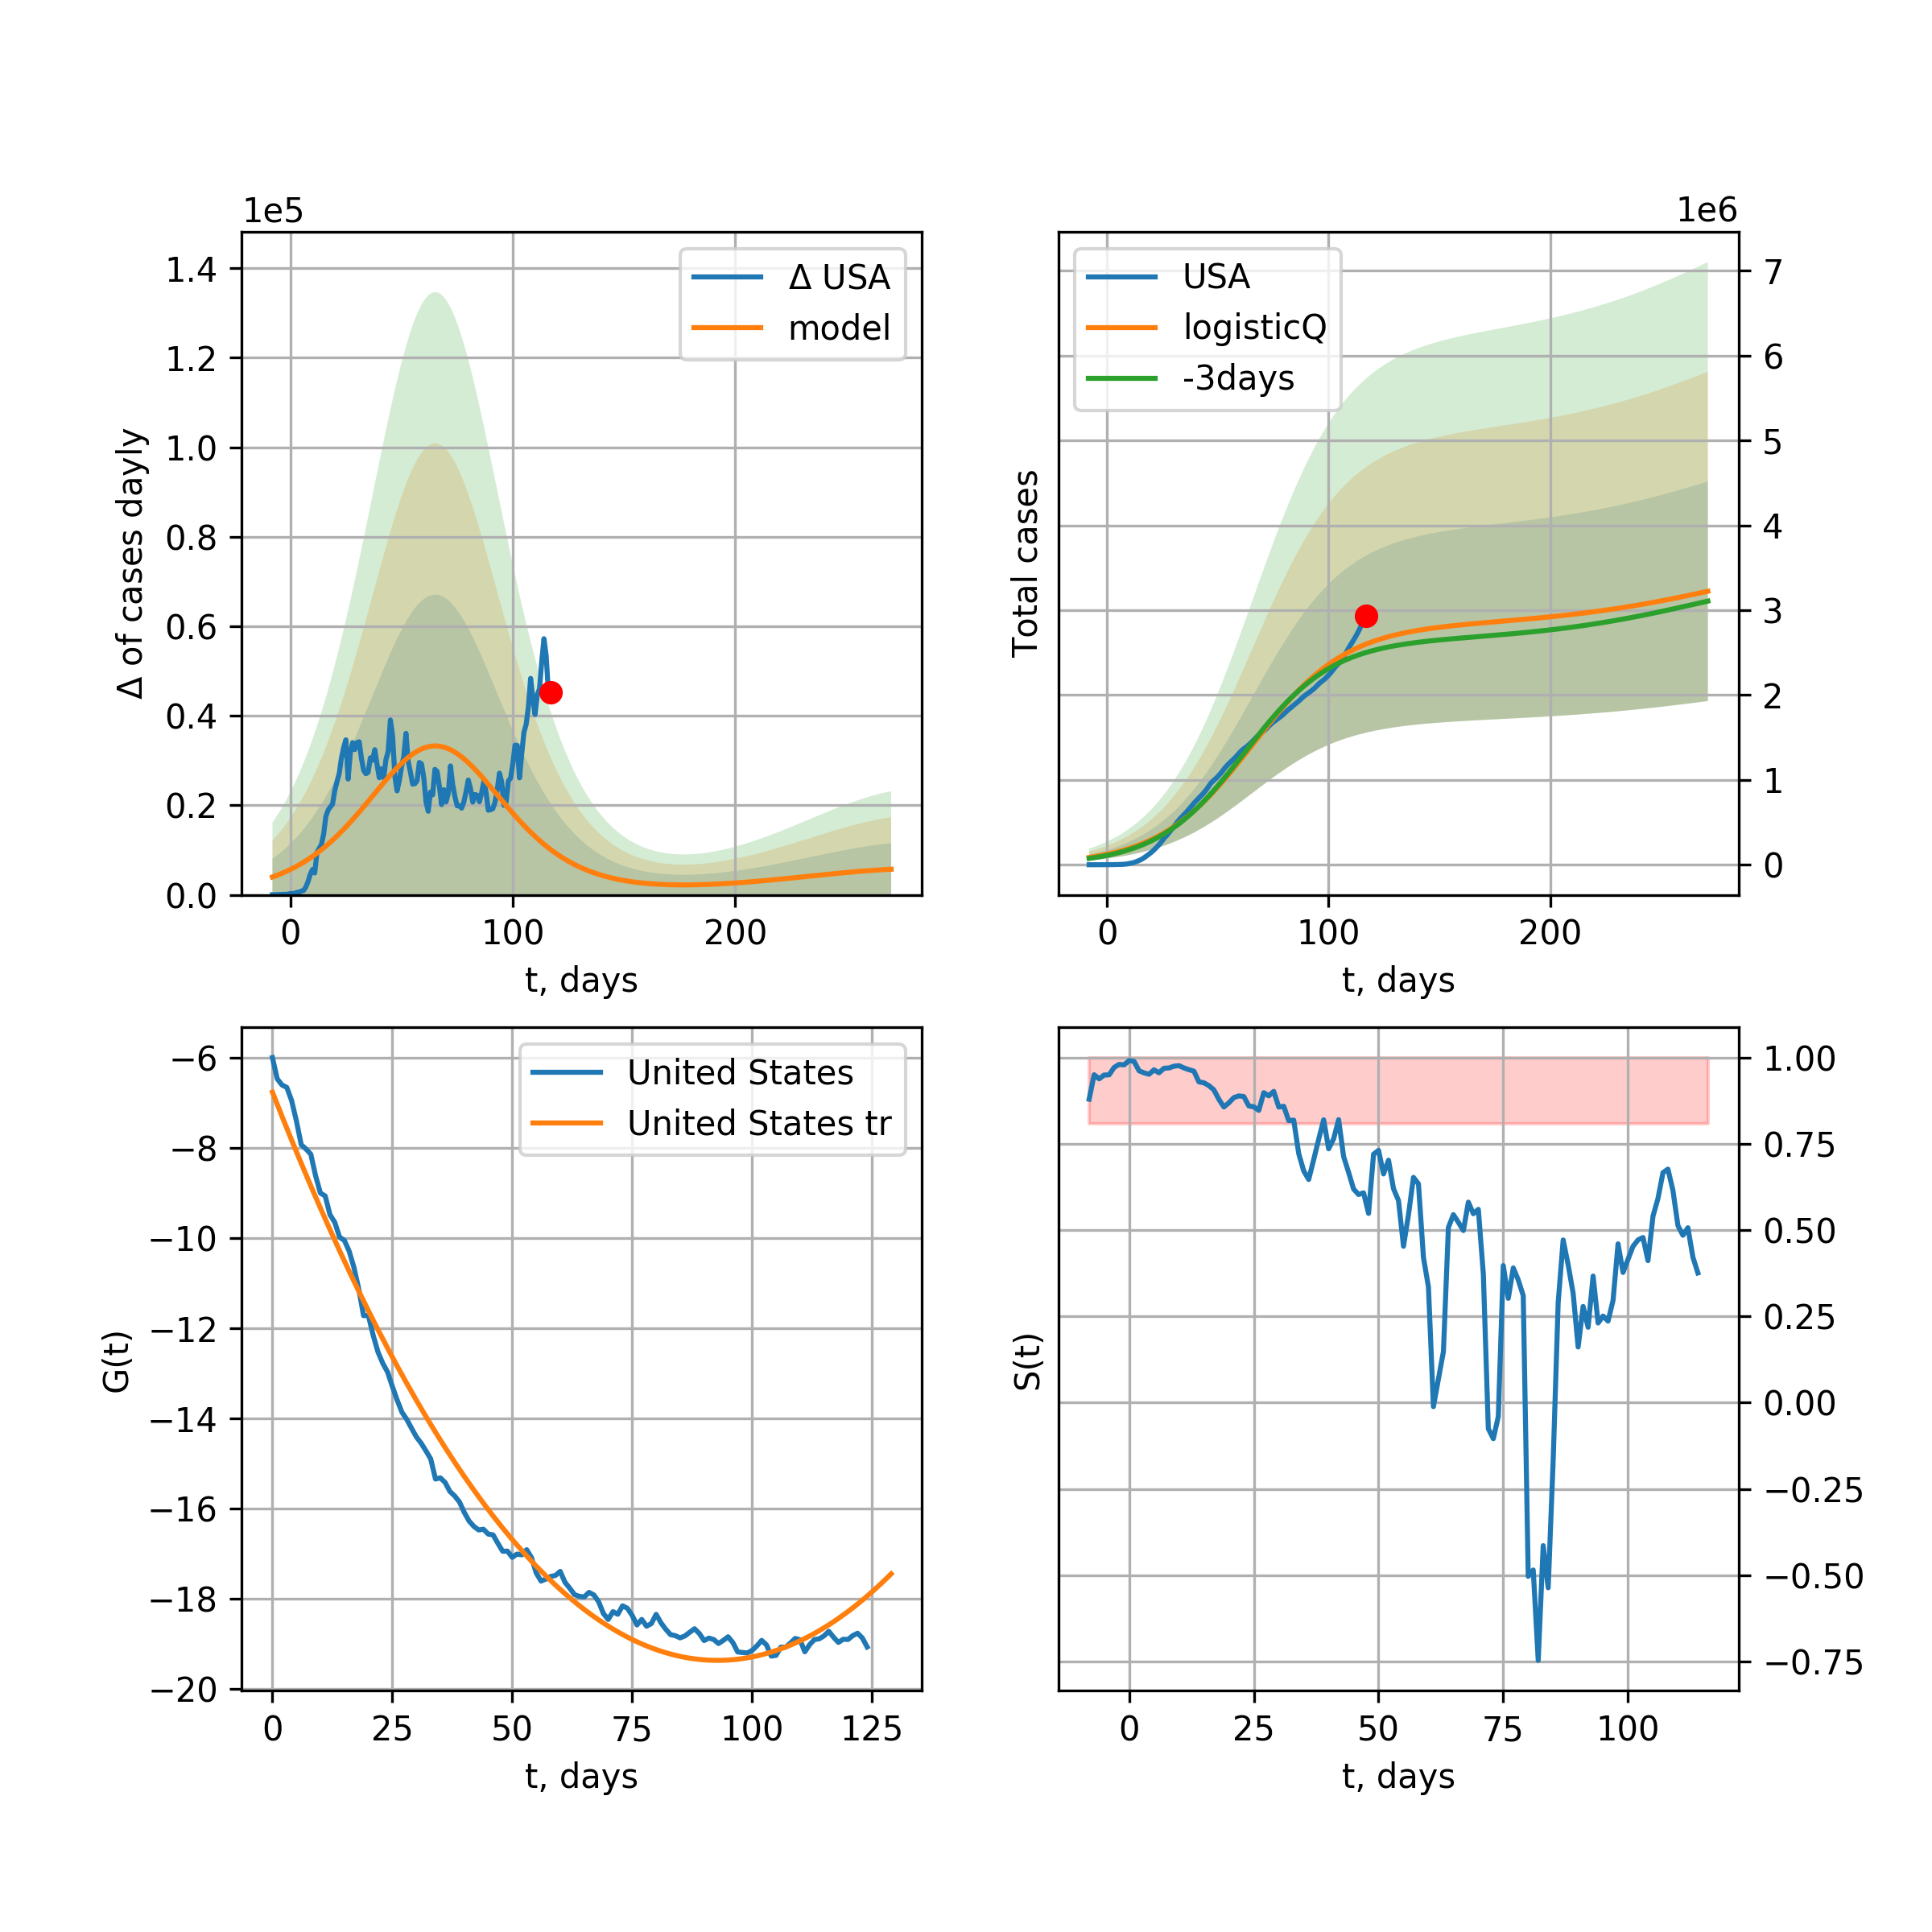 1e5
1.4
1.2
1.0
0.8
0.6
0.4
0.2
0.0
Δ of cases dayly
Δ USA
model
0 100 200
t, days
1e6
USA
logisticQ
-3days
Total cases
7
6
5
4
3
2
1
0
0 100 200
t, days
−6
−8
−10
−12
−14
−16
−18
−20
G(t)
United States
United States tr
0 25 50 75 100 125
t, days
S(t)
1.00
0.75
0.50
0.25
0.00
−0.25
−0.50
−0.75
0 25 50 75 100
t, days